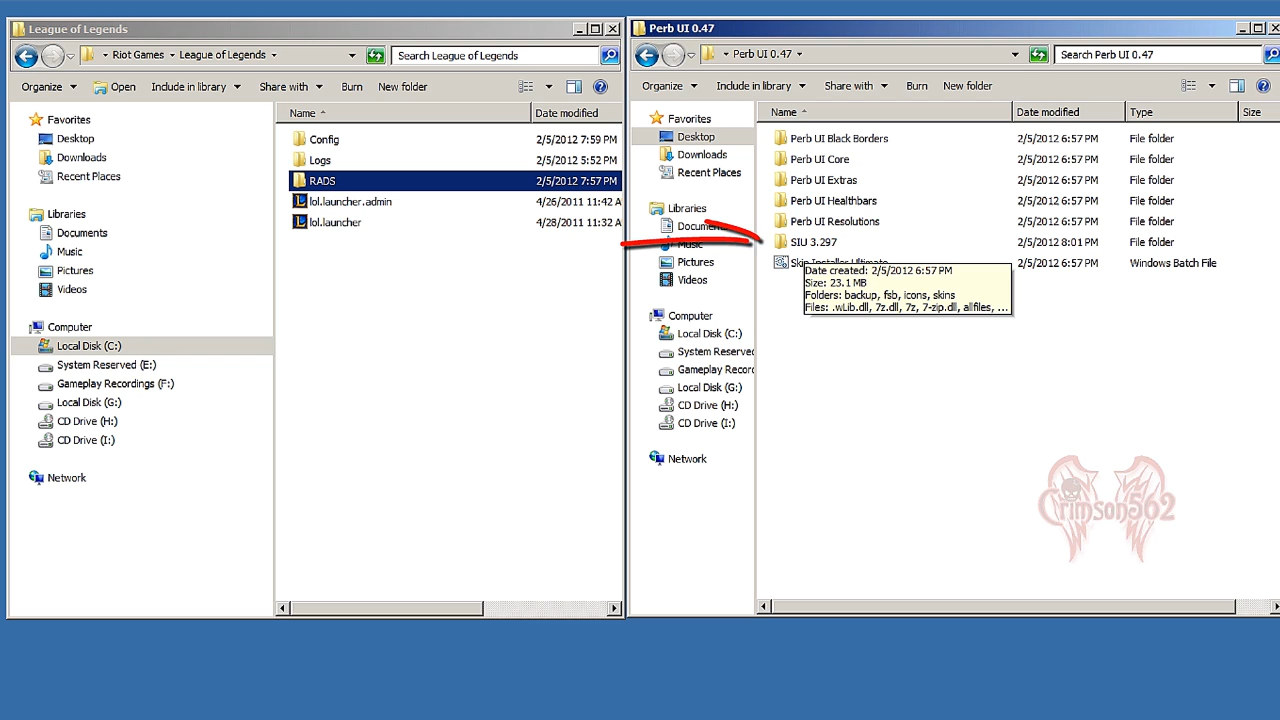 League of Legends
Riot Games League of Legends
Search League of Legends
Organize Open Include in library Share with Burn New folder
Name Date modified
Favorites
Desktop
Downloads
Recent Places
Libraries
Documents
Music
Pictures
Videos
Computer
Local Disk (C:)
System Reserved (E:)
Gameplay Recordings (F:)
Local Disk (G:)
CD Drive (H:)
CD Drive (I:)
Network
Config 2/5/2012 7:59 PM
Logs 2/5/2012 5:52 PM
RADS 2/5/2012 7:57 PM
lol.launcher.admin 4/26/2011 11:42 A
lol.launcher 4/28/2011 11:32 A
Perb UI 0.47
Perb UI 0.47
Search Perb UI 0.47
Organize Include in library Share with Burn New folder
Name Date modified Type Size
Favorites
Desktop
Downloads
Recent Places
Libraries
Documents
Music
Pictures
Videos
Computer
Local Disk (C:)
System Reserve
Gameplay Record
Local Disk (G:)
CD Drive (H:)
CD Drive (I:)
Network
Perb UI Black Borders 2/5/2012 6:57 PM File folder
Perb UI Core 2/5/2012 6:57 PM File folder
Perb UI Extras 2/5/2012 6:57 PM File folder
Perb UI Healthbars 2/5/2012 6:57 PM File folder
Perb UI Resolutions 2/5/2012 6:57 PM File folder
SIU 3.297 2/5/2012 8:01 PM File folder
Skin Installer Ultimate 2/5/2012 6:57 PM Windows Batch File
Date created: 2/5/2012 6:57 PM
Size: 23.1 MB
Folders: backup, fsb, icons, skins
Files: .wLib.dll, 7z.dll, 7z, 7-zip.dll, allfiles, ...
Crimson562